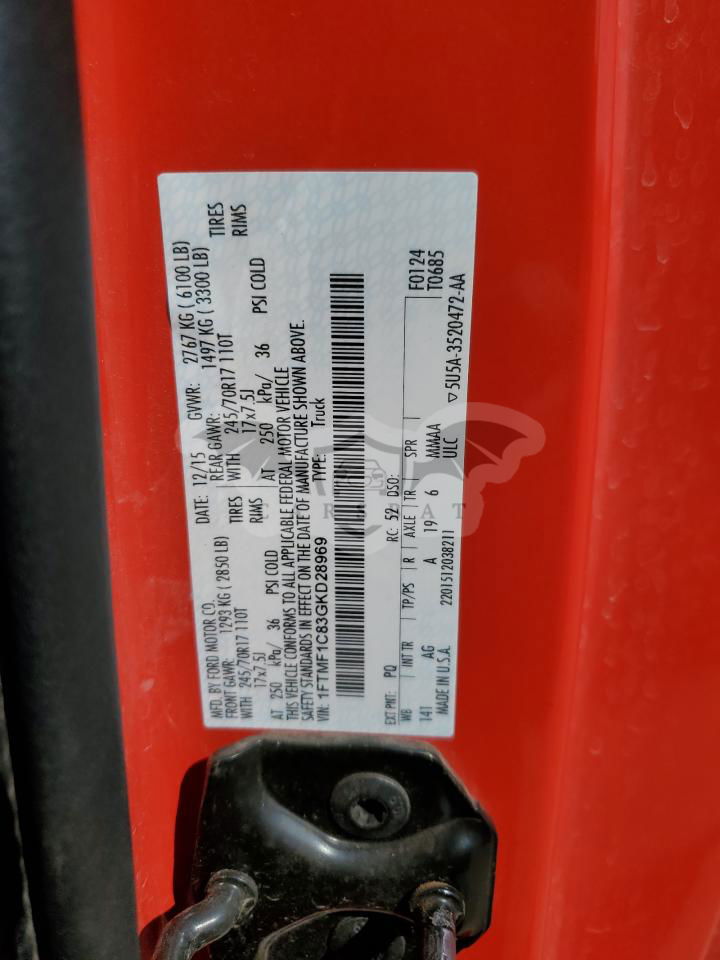 MFD. BY FORD MOTOR CO. DATE: 12/15 GVWR: 2767 KG ( 6100 LB)
FRONT GAWR: 1293 KG ( 2850 LB) REAR GAWR: 1497 KG ( 3300 LB)
WITH 245/70R17 110T TIRES WITH 245/70R17 110T TIRES
17x7.5J RIMS 17x7.5J RIMS
AT 250 kPa/ 36 PSI COLD AT 250 kPa/ 36 PSI COLD
THIS VEHICLE CONFORMS TO ALL APPLICABLE FEDERAL MOTOR VEHICLE
SAFETY STANDARDS IN EFFECT ON THE DATE OF MANUFACTURE SHOWN ABOVE.
VIN: 1FTMF1C83GKD28969 TYPE: Truck
EXT PNT: PQ RC: 52 DSO: F0124
T0685
WB INT TR TP/PS R AXLE TR SPR
141 AG A 19 6 MMAA
MADE IN U.S.A. 2201512038211 ULC ▽5U5A-3520472-AA